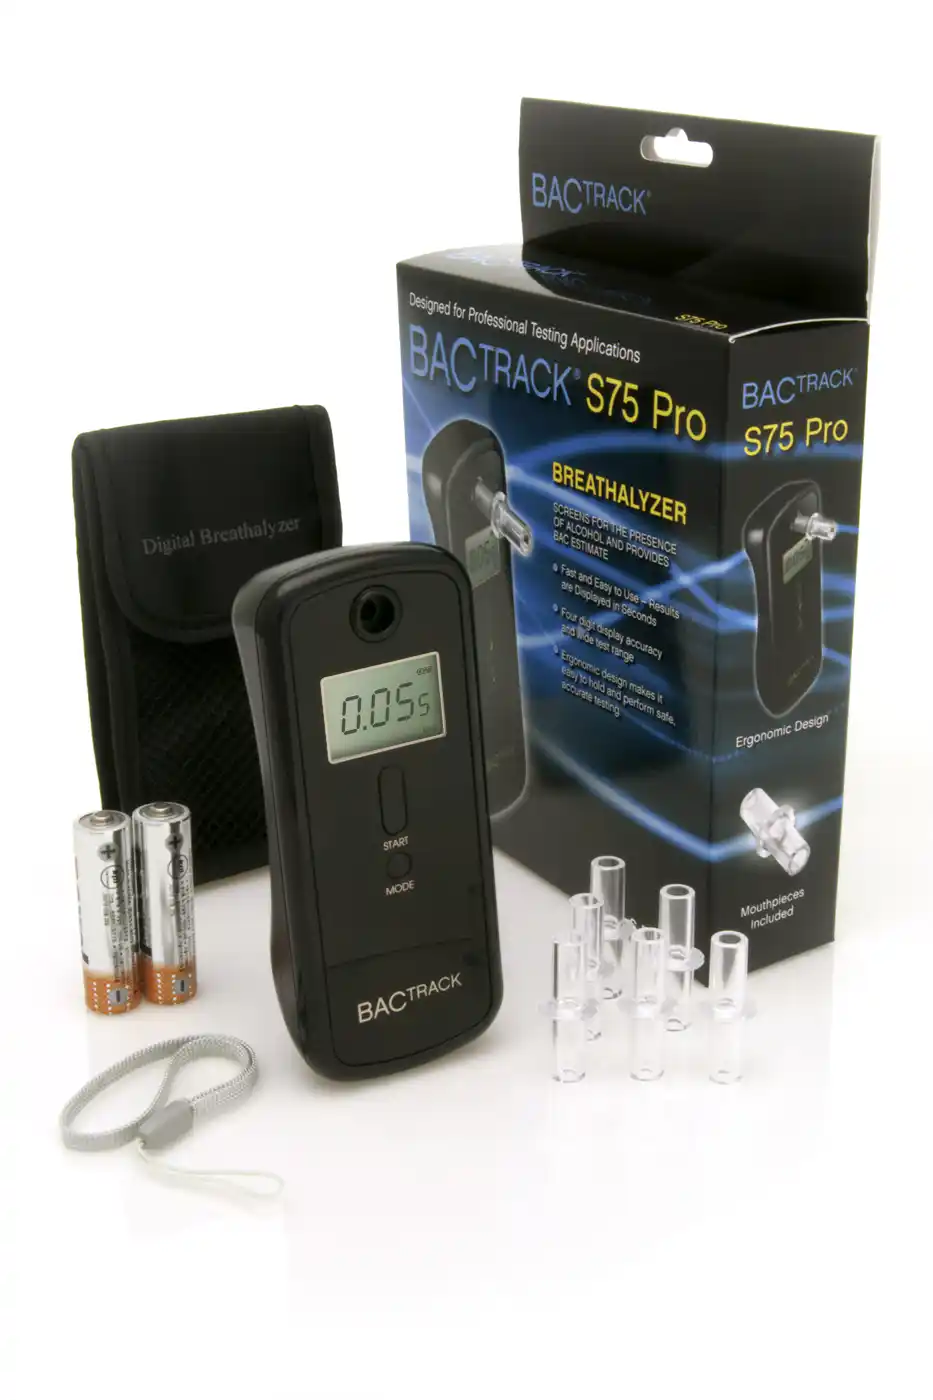 BACTRACK®
S75 Pro
Designed for Professional Testing Applications
BACTRACK® S75 Pro
BREATHALYZER
SCREENS FOR THE PRESENCE
OF ALCOHOL AND PROVIDES
BAC ESTIMATE
Fast and Easy to Use – Results
are Displayed in Seconds
Four digit display accuracy
and wide test range
Ergonomic design makes it
easy to hold and perform safe,
accurate testing.
BACTRACK®
S75 Pro
Ergonomic Design
Mouthpieces
Included
Digital Breathalyzer
0.055
START
MODE
BACTRACK